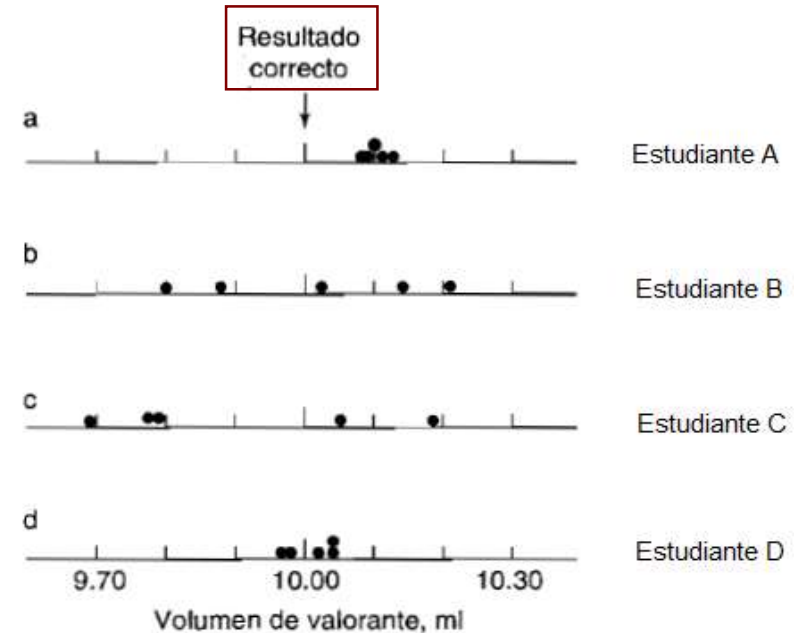 Resultado
correcto
a
Estudiante A
b
Estudiante B
c
Estudiante C
d
Estudiante D
9.70 10.00 10.30
Volumen de valorante, ml